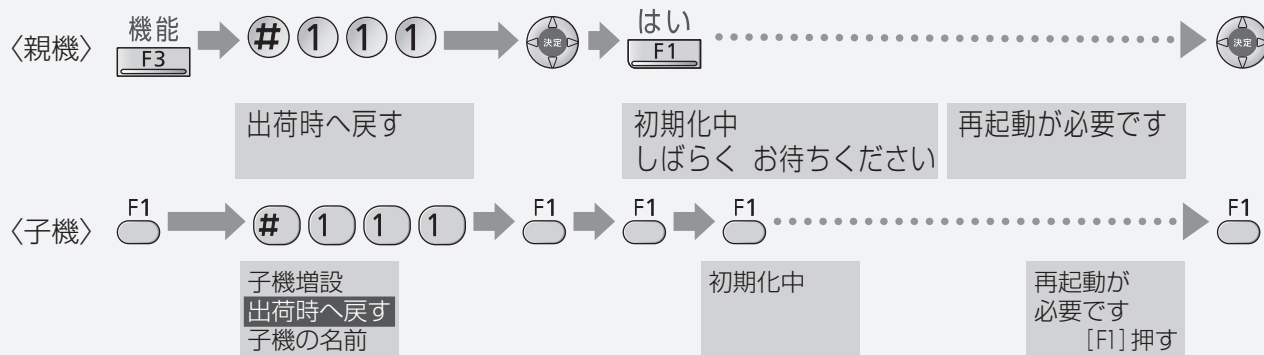 〈親機〉 機能 F3 # 1 1 1 決定 はい F1 決定
出荷時へ戻す
初期化中
しばらく お待ちください
再起動が必要です
〈子機〉 F1 # 1 1 1 F1 F1 F1 F1
子機増設
出荷時へ戻す
子機の名前
初期化中
再起動が
必要です
[F1]押す